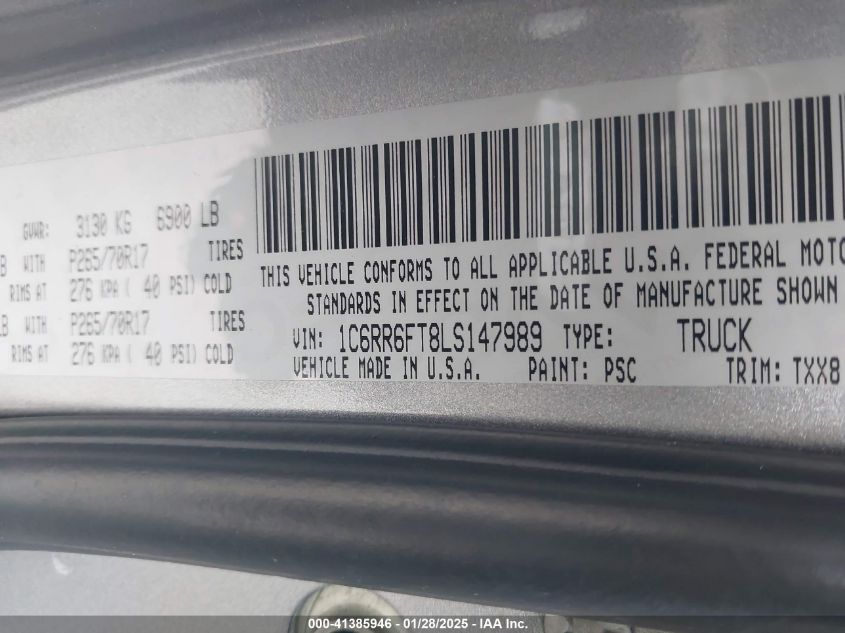 GVWR: 3130 KG 6900 LB
B WITH P265/70R17 TIRES
RIMS AT 276 KPA ( 40 PSI) COLD
LB WITH P265/70R17 TIRES
RIMS AT 276 KPA ( 40 PSI) COLD
THIS VEHICLE CONFORMS TO ALL APPLICABLE U.S.A. FEDERAL MOTO
STANDARDS IN EFFECT ON THE DATE OF MANUFACTURE SHOWN
VIN: 1C6RR6FT8LS147989 TYPE: TRUCK
VEHICLE MADE IN U.S.A. PAINT: PSC TRIM: TXX8
000-41385946 - 01/28/2025 - IAA Inc.